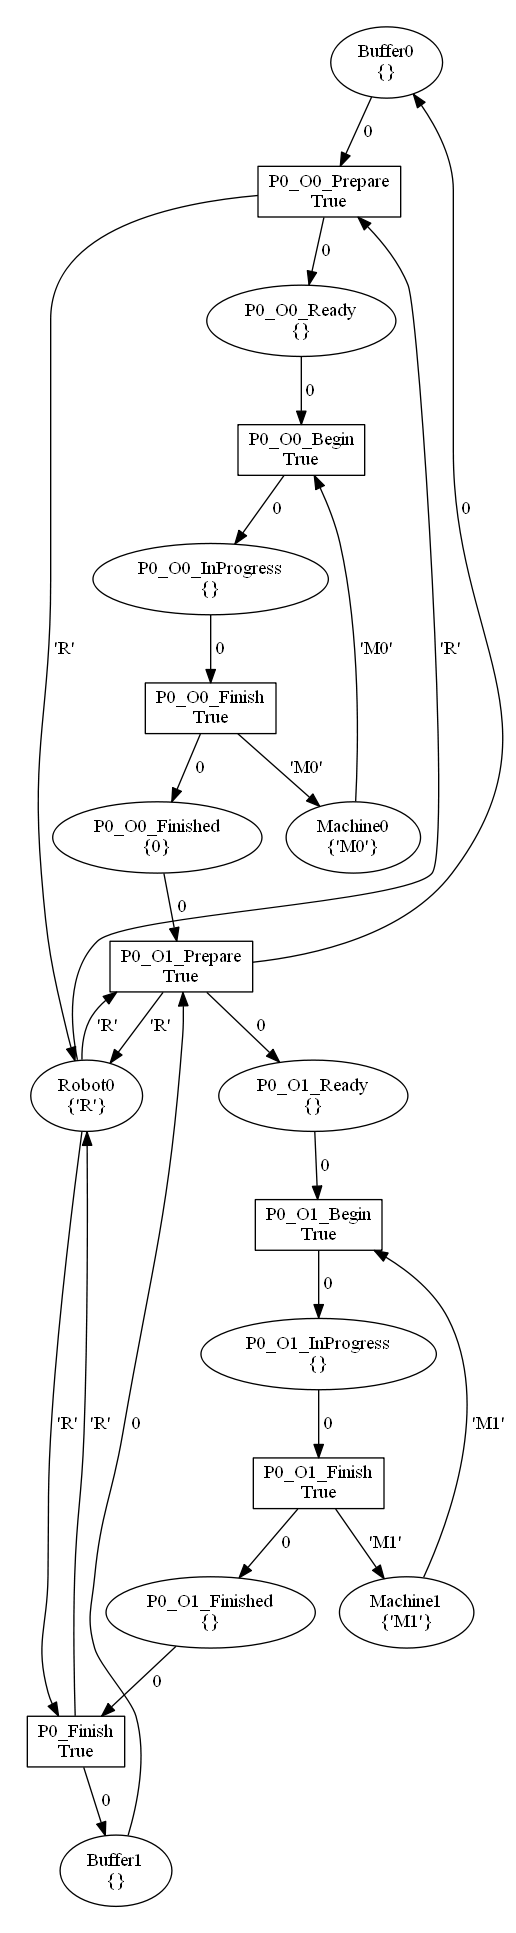 Buffer0
{}
0
P0_O0_Prepare
True
0
P0_O0_Ready
{}
0
P0_O0_Begin
True
0
0
P0_O0_InProgress
{}
0
'R'
'M0'
'R'
P0_O0_Finish
True
0
'M0'
P0_O0_Finished
{0}
Machine0
{'M0'}
0
P0_O1_Prepare
True
'R'
'R'
0
Robot0
{'R'}
P0_O1_Ready
{}
0
P0_O1_Begin
True
0
P0_O1_InProgress
{}
'R'
'R'
0
0
'M1'
P0_O1_Finish
True
0
'M1'
P0_O1_Finished
{}
Machine1
{'M1'}
0
P0_Finish
True
0
Buffer1
{}